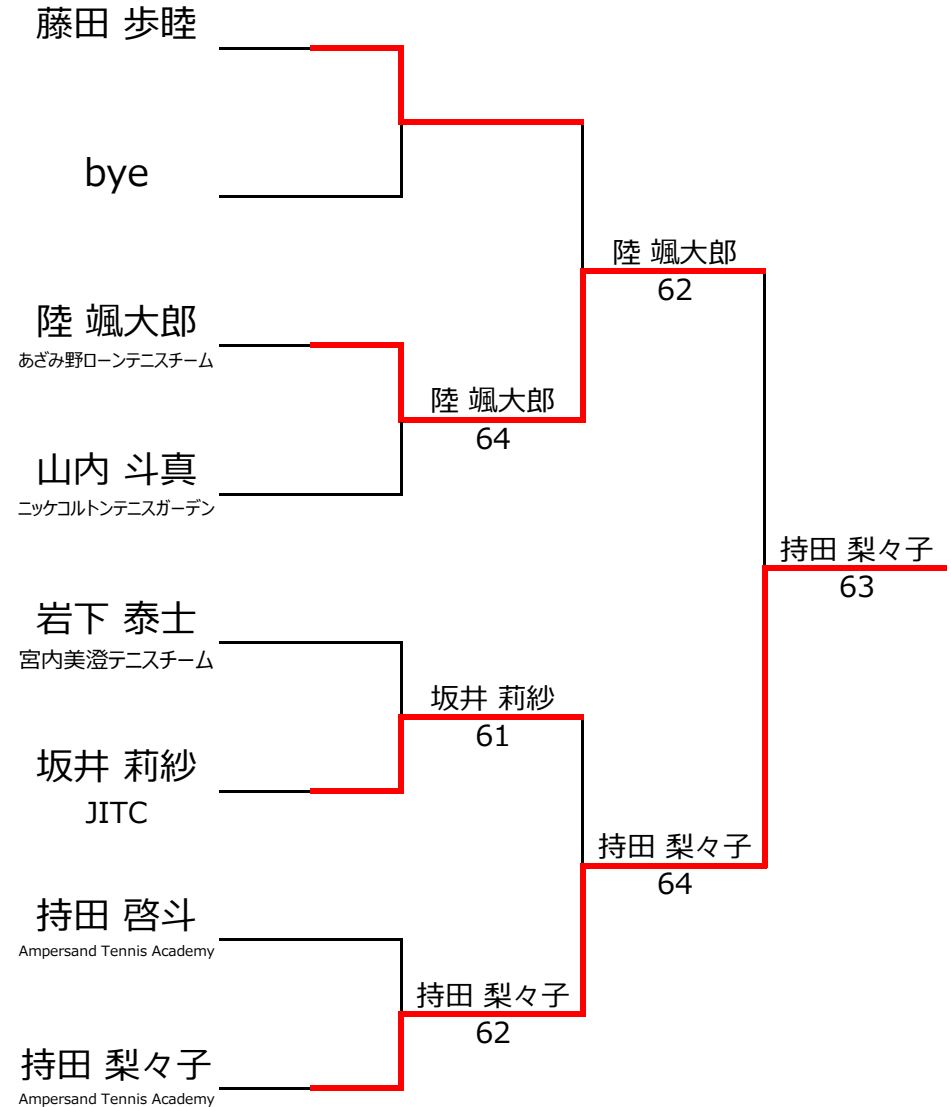 藤田 歩睦
bye
陸 颯大郎
あざみ野ローンテニスチーム
山内 斗真
ニッケコルトンテニスガーデン
岩下 泰士
宮内美澄テニスチーム
坂井 莉紗
JITC
持田 啓斗
Ampersand Tennis Academy
持田 梨々子
Ampersand Tennis Academy
陸 颯大郎
64
坂井 莉紗
61
持田 梨々子
62
陸 颯大郎
62
持田 梨々子
64
持田 梨々子
63